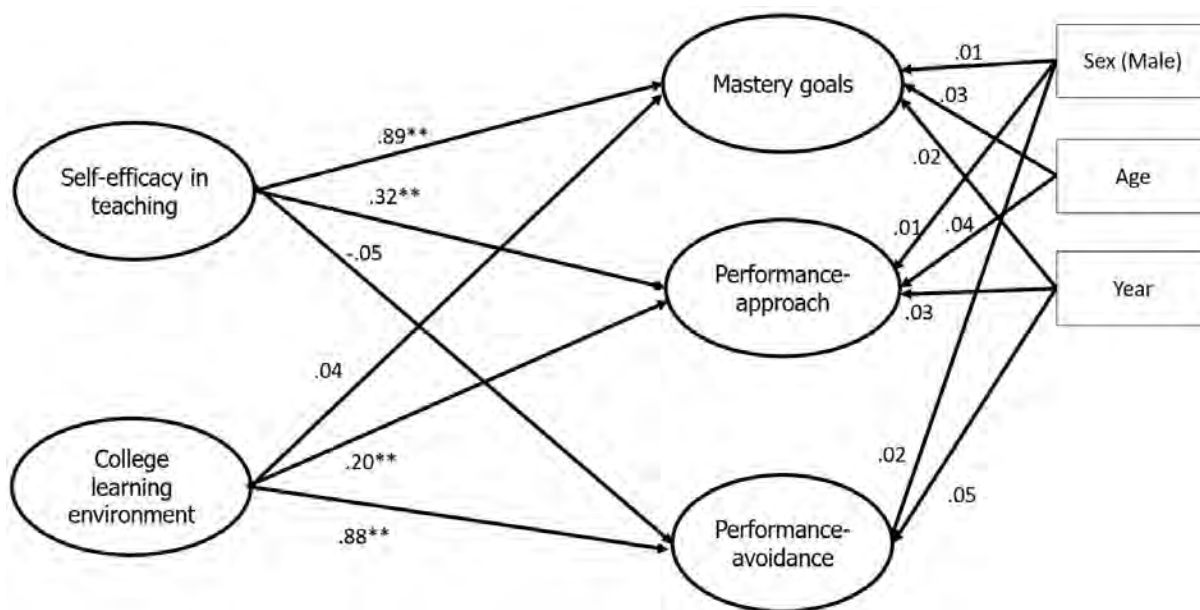 Mastery goals
.01
Sex (Male)
.03
.89**
Self-efficacy in
teaching
.02
Age
.32**
.01
.04
-.05
Performance-
approach
.03
Year
.04
.02
.20**
College
learning
environment
.05
.88**
Performance-
avoidance